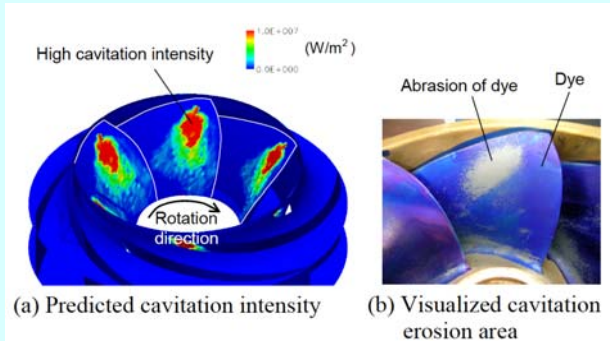 1.0E+007
(W/m²)
0.0E+000
High cavitation intensity
Rotation
direction
Abrasion of dye
Dye
(a) Predicted cavitation intensity
(b) Visualized cavitation
erosion area